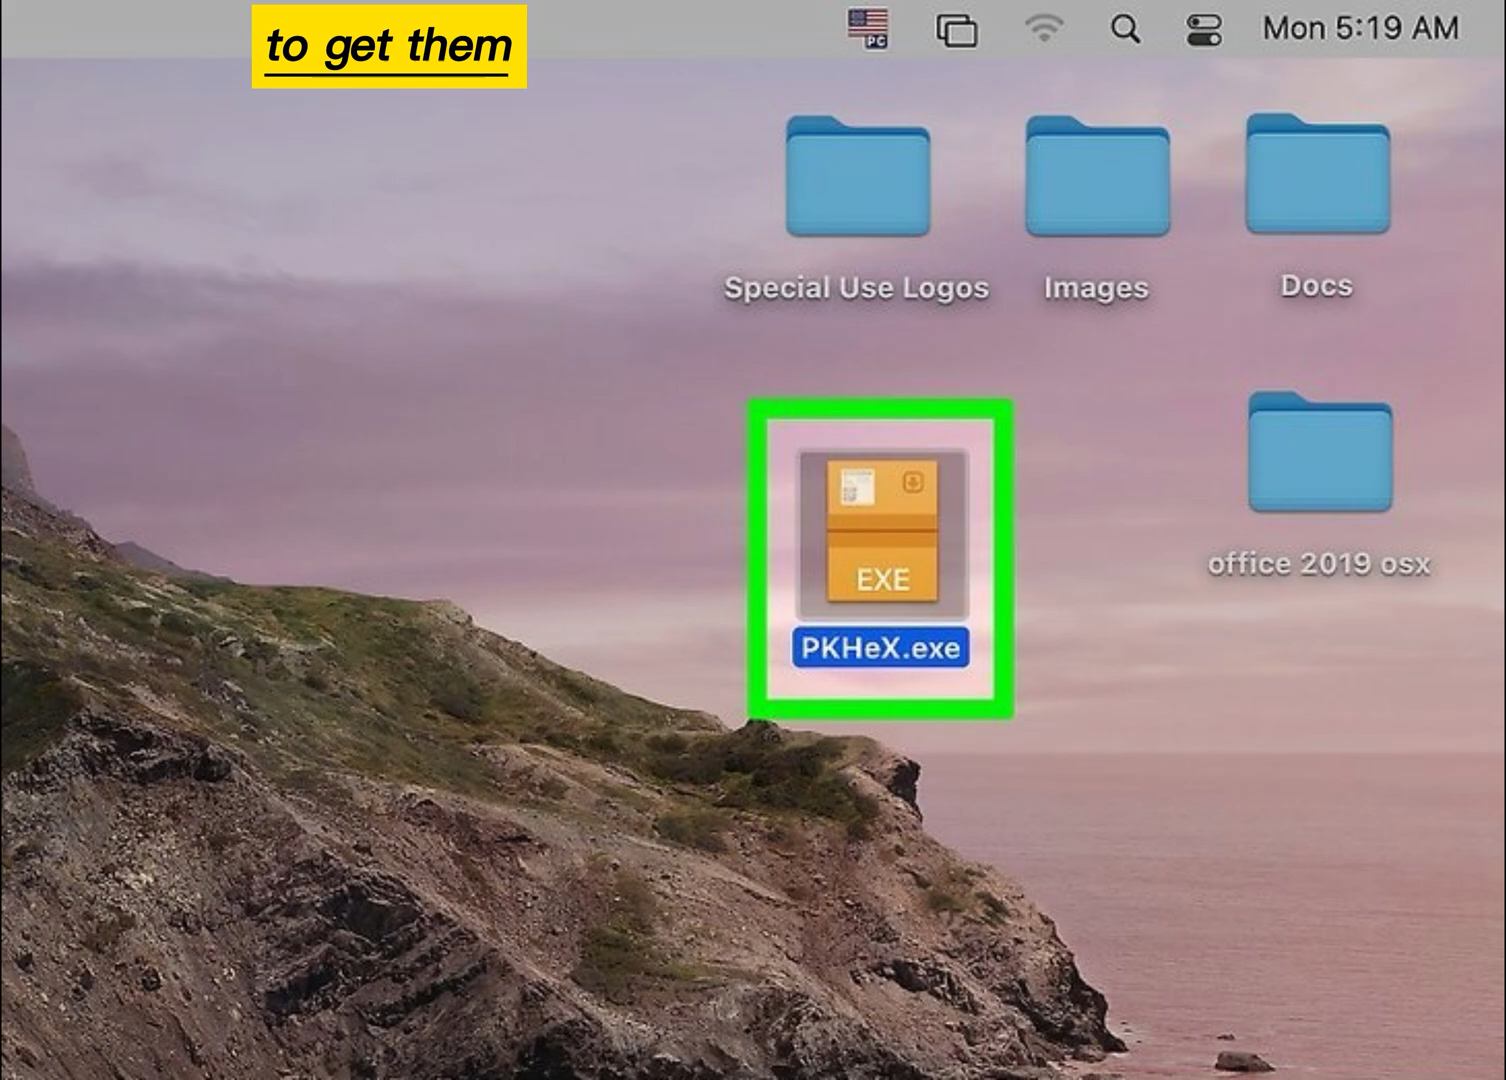 to get them
PC
Mon 5:19 AM
Special Use Logos
Images
Docs
office 2019 osx
EXE
PKHeX.exe